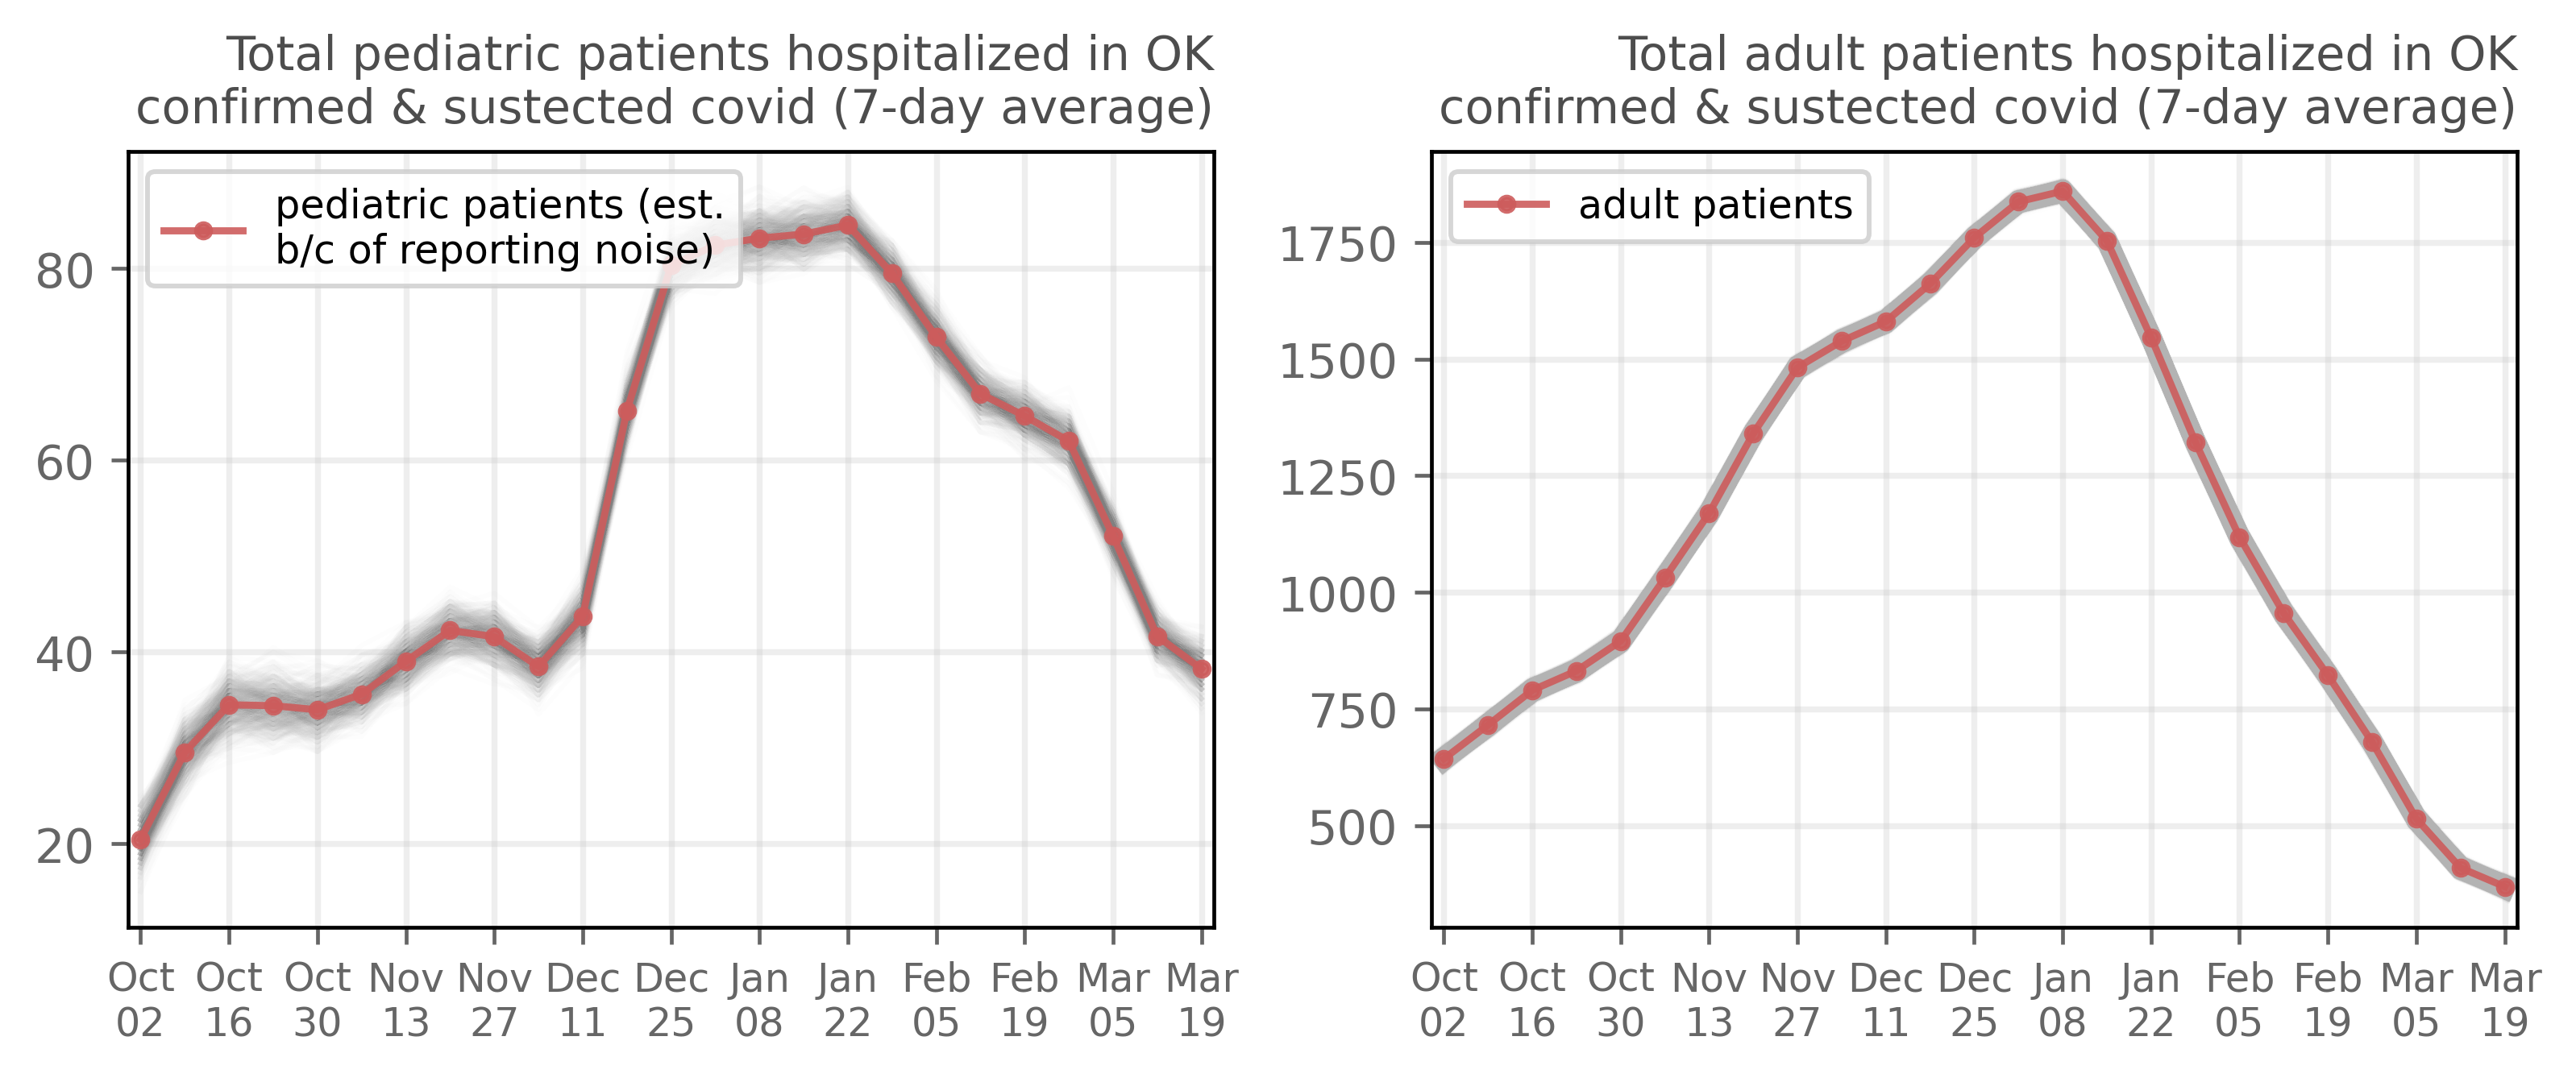 Total pediatric patients hospitalized in OK
confirmed & sustected covid (7-day average)
pediatric patients (est.
b/c of reporting noise)
80
60
40
20
Oct Oct Oct Nov Nov Dec Dec Jan Jan Feb Feb Mar Mar
02 16 30 13 27 11 25 08 22 05 19 05 19
Total adult patients hospitalized in OK
confirmed & sustected covid (7-day average)
adult patients
1750
1500
1250
1000
750
500
Oct Oct Oct Nov Nov Dec Dec Jan Jan Feb Feb Mar Mar
02 16 30 13 27 11 25 08 22 05 19 05 19